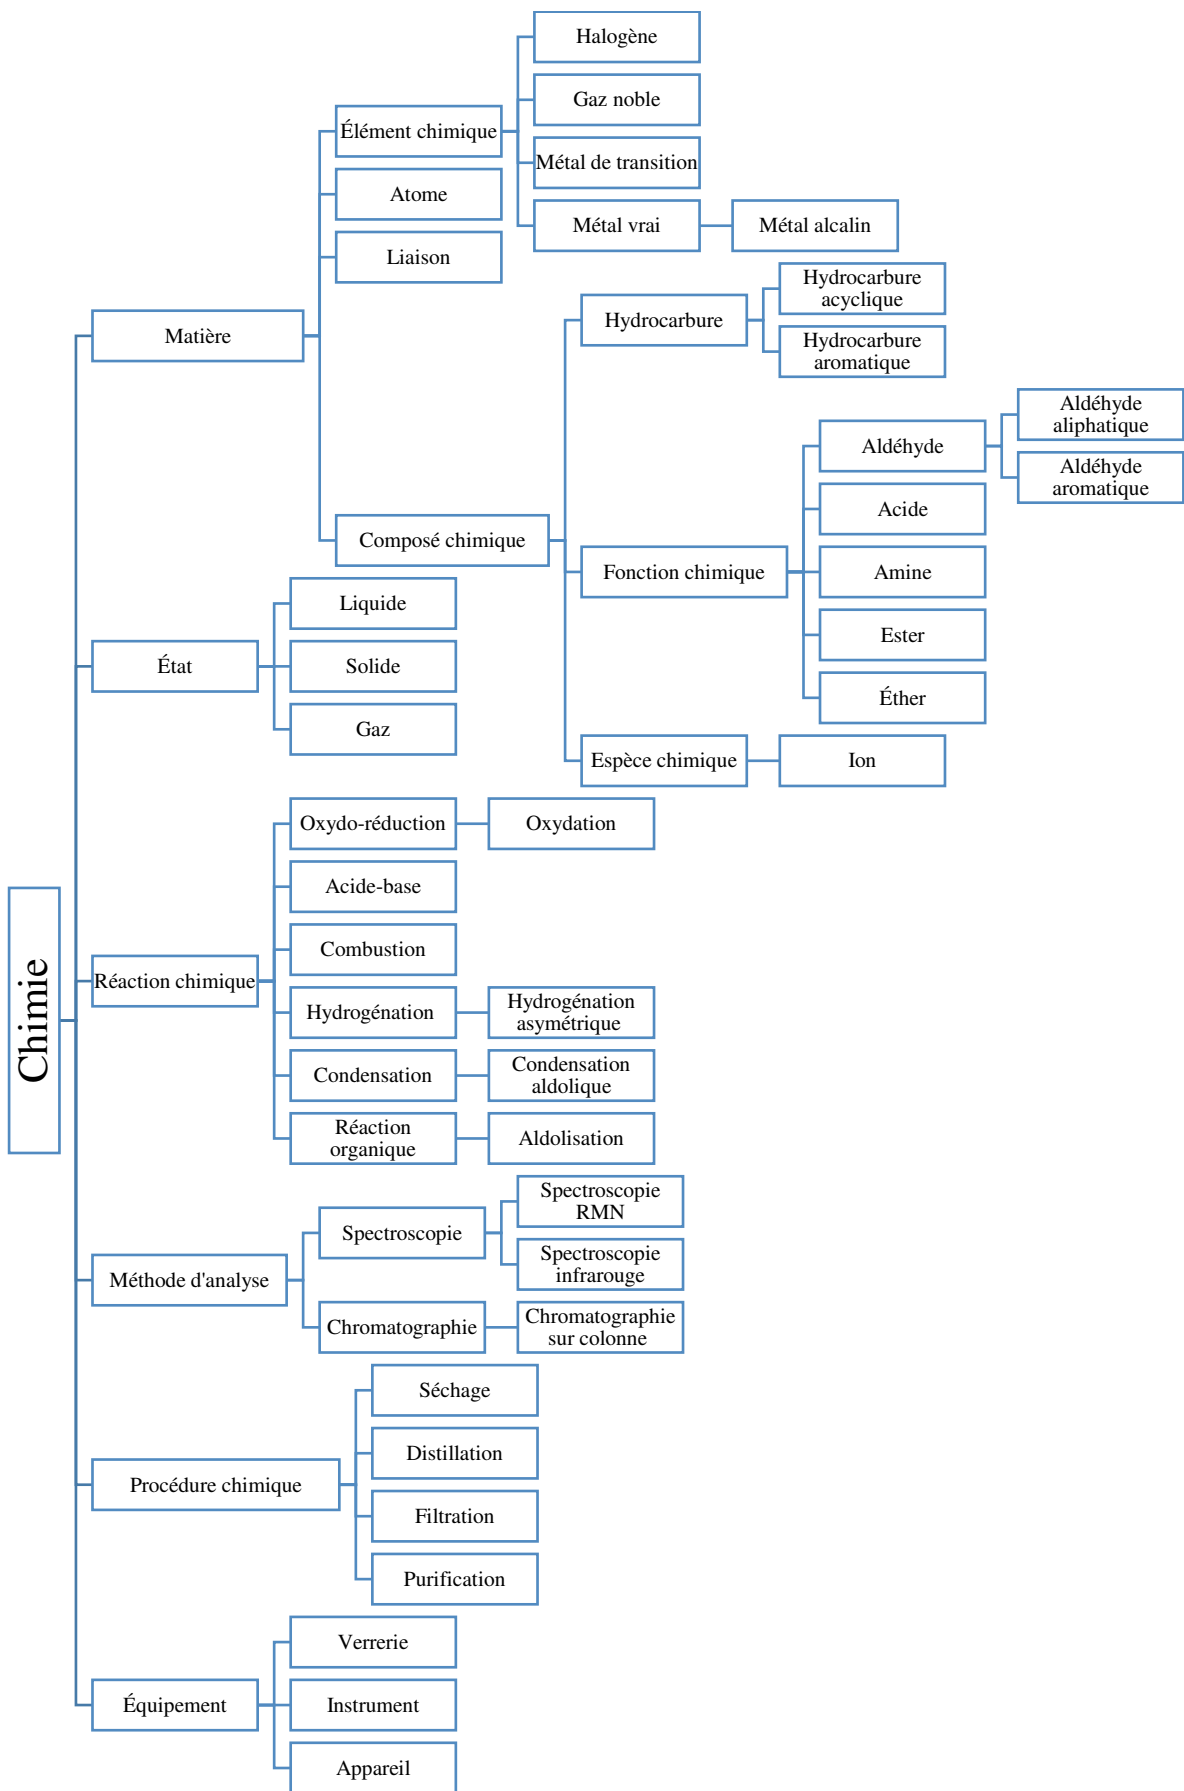 Chimie
Matière
Élément chimique
Halogène
Gaz noble
Métal de transition
Métal vrai
Métal alcalin
Atome
Liaison
Composé chimique
Hydrocarbure
Hydrocarbure
acyclique
Hydrocarbure
aromatique
Fonction chimique
Aldéhyde
Aldéhyde
aliphatique
Aldéhyde
aromatique
Acide
Amine
Ester
Éther
Espèce chimique
Ion
État
Liquide
Solide
Gaz
Réaction chimique
Oxydo-réduction
Oxydation
Acide-base
Combustion
Hydrogénation
Hydrogénation
asymétrique
Condensation
Condensation
aldolique
Réaction
organique
Aldolisation
Méthode d'analyse
Spectroscopie
Spectroscopie
RMN
Spectroscopie
infrarouge
Chromatographie
Chromatographie
sur colonne
Procédure chimique
Séchage
Distillation
Filtration
Purification
Équipement
Verrerie
Instrument
Appareil